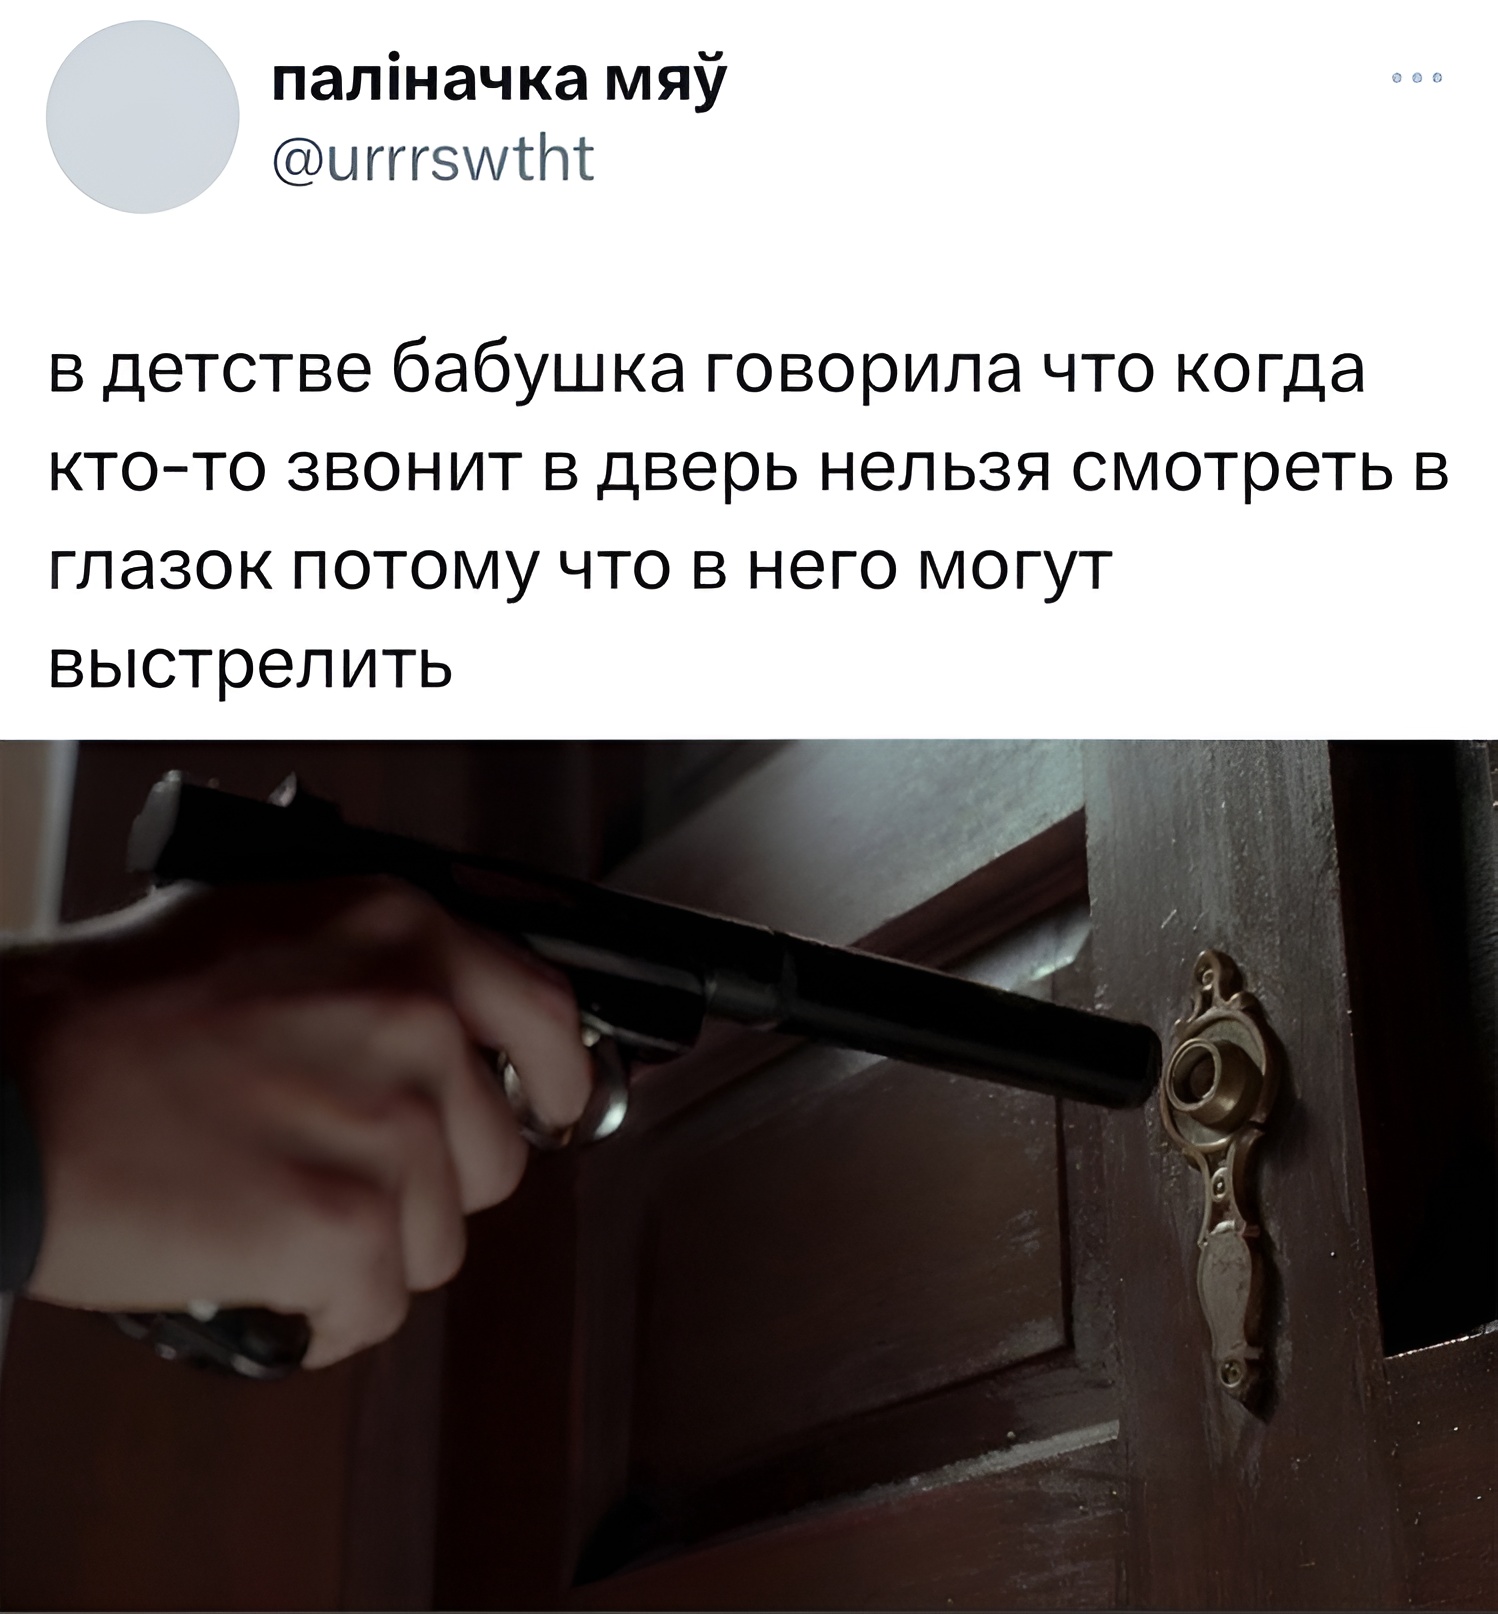 паліначка мяў
@urrrswtht
в детстве бабушка говорила что когда
кто-то звонит в дверь нельзя смотреть в
глазок потому что в него могут
выстрелить